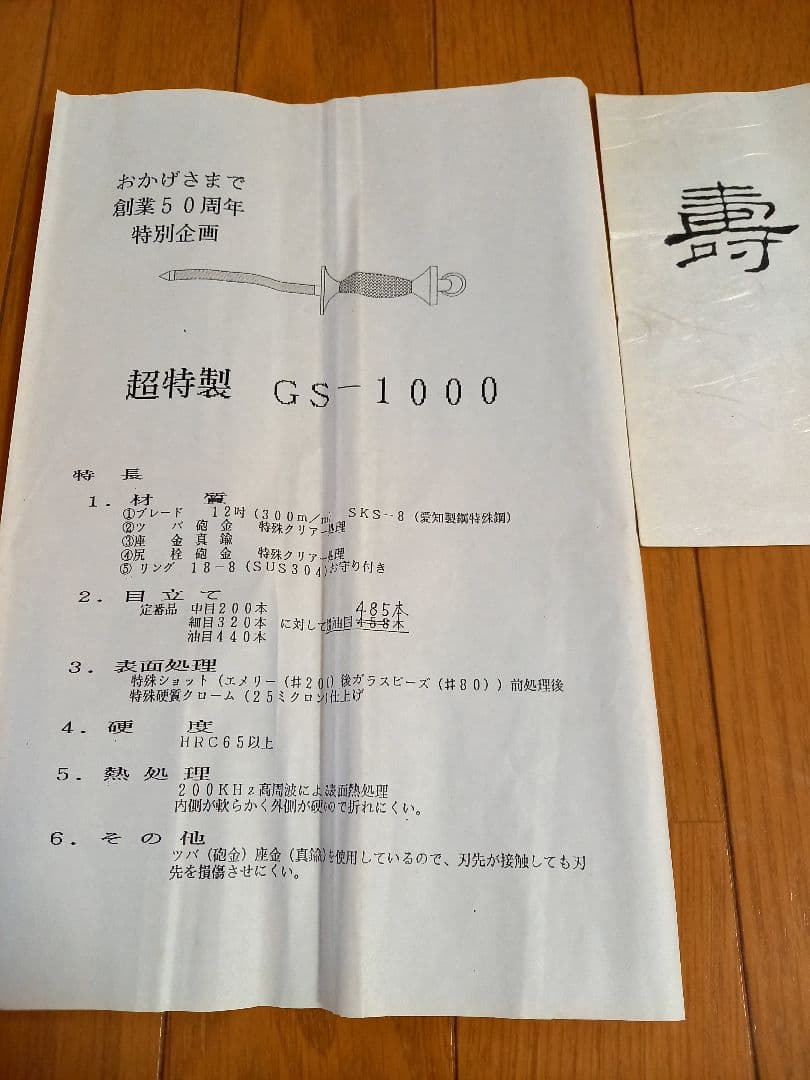 おかげさまで
創業50周年
特別企画
超特製 GS-1000
特長
1. 材質
①ブレード 12吋(300m/m) SKS-8(愛知製鋼特殊鋼)
②ツバ 砲金 特殊クリアー処理
③座金 真鍮
④尻栓 砲金 特殊クリアー処理
⑤リング 18-8(SUS304)お守り付き
2. 目立て
定番品 中目200本 485本
細目320本 に対して油目458本
油目440本
3. 表面処理
特殊ショット(エメリー(#200)後ガラスビーズ(#80))前処理後
特殊硬質クローム(25ミクロン)仕上げ
4. 硬度
HRC65以上
5. 熱処理
200KHz高周波による表面熱処理
内側が軟らかく外側が硬いので折れにくい。
6. その他
ツバ(砲金)座金(真鍮)を使用しているので、刃先が接触しても刃
先を損傷させにくい。
壽